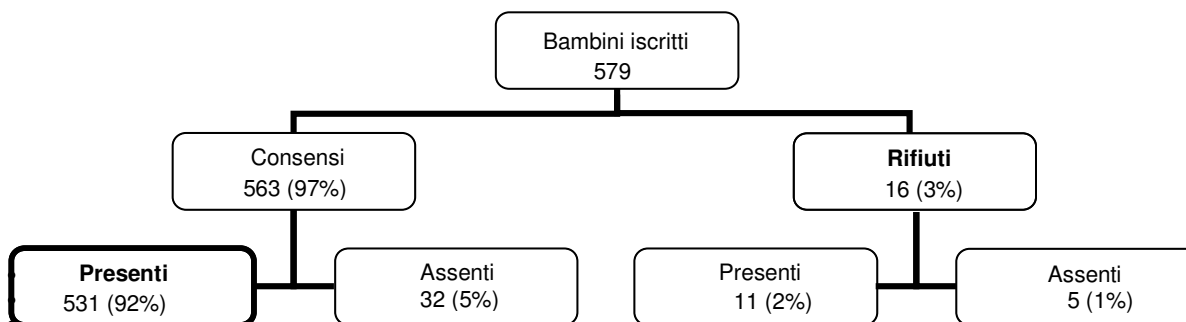 Bambini iscritti
579
Consensi
563 (97%)
Rifiuti
16 (3%)
Presenti
531 (92%)
Assenti
32 (5%)
Presenti
11 (2%)
Assenti
5 (1%)